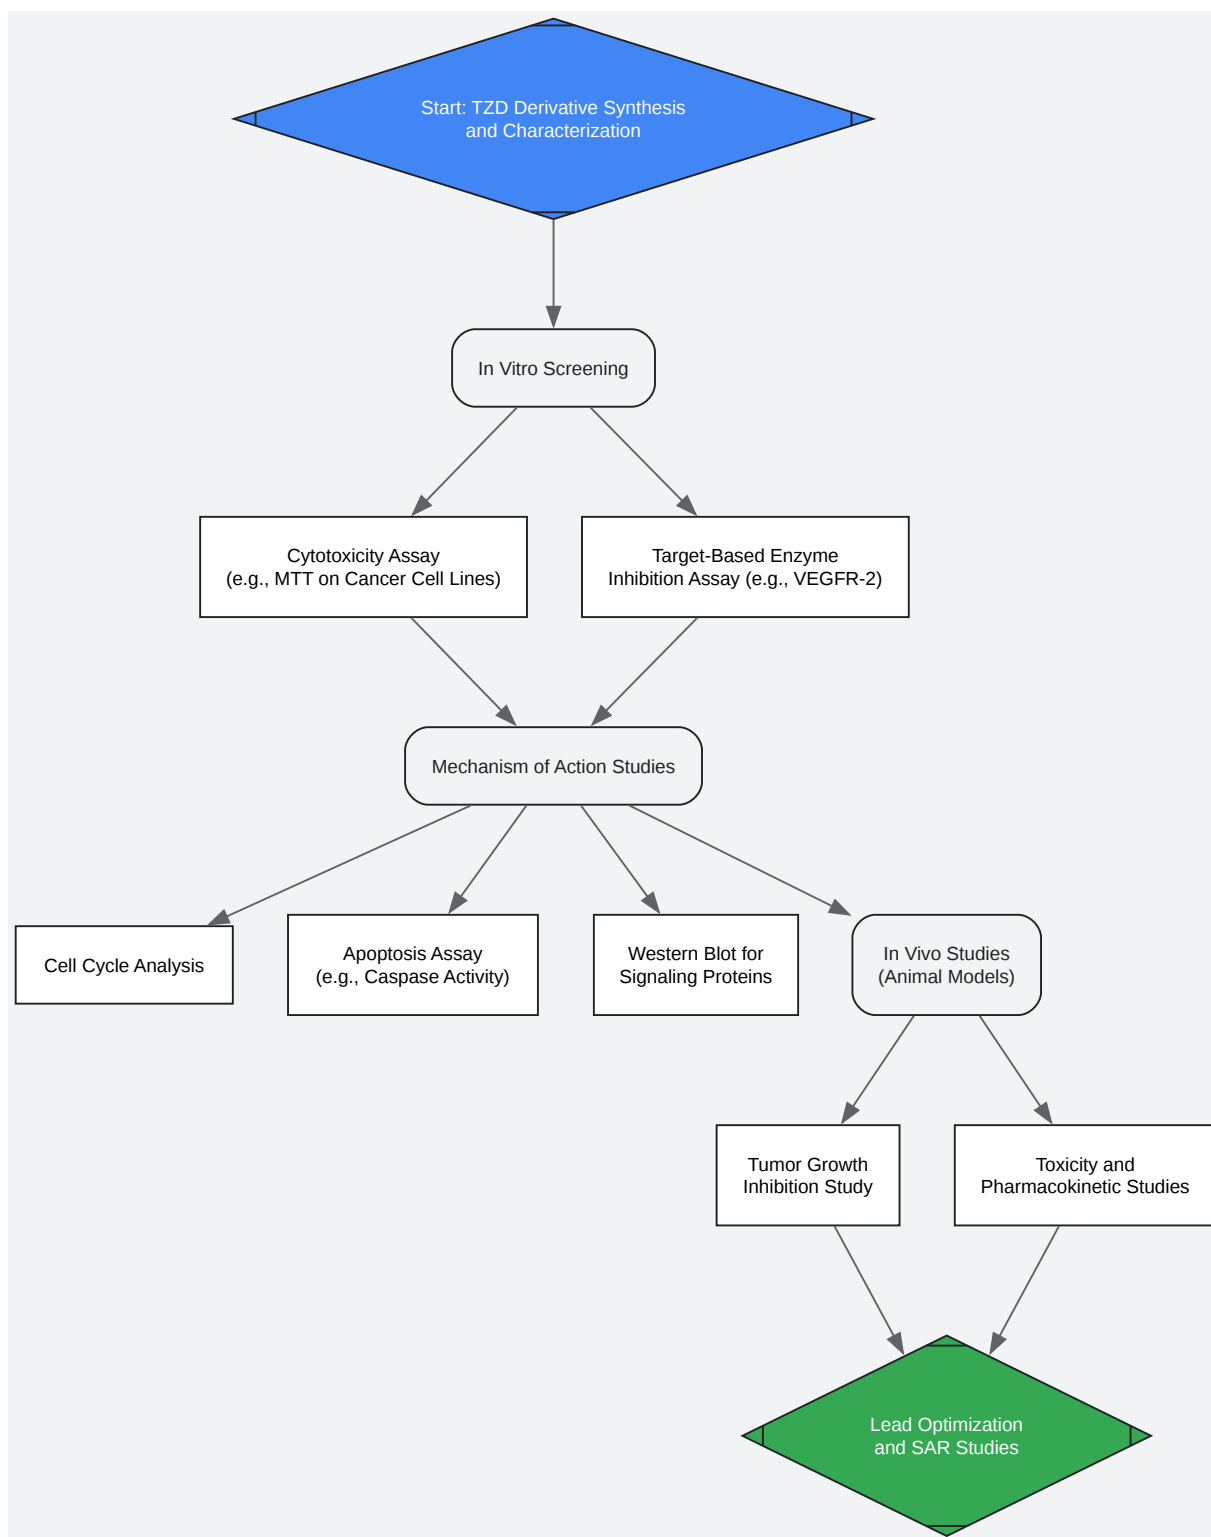 Start: TZD Derivative Synthesis
and Characterization
In Vitro Screening
Cytotoxicity Assay
(e.g., MTT on Cancer Cell Lines)
Target-Based Enzyme
Inhibition Assay (e.g., VEGFR-2)
Mechanism of Action Studies
Cell Cycle Analysis
Apoptosis Assay
(e.g., Caspase Activity)
Western Blot for
Signaling Proteins
In Vivo Studies
(Animal Models)
Tumor Growth
Inhibition Study
Toxicity and
Pharmacokinetic Studies
Lead Optimization
and SAR Studies